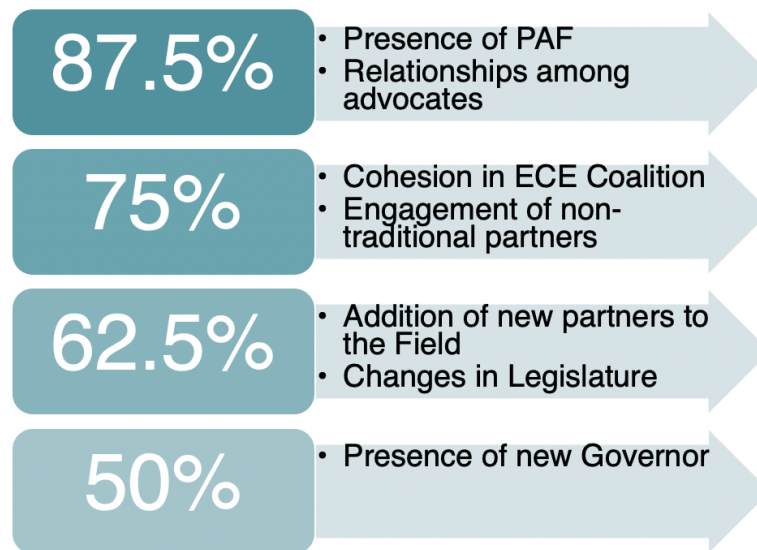 87.5%
• Presence of PAF
• Relationships among
advocates
75%
• Cohesion in ECE Coalition
• Engagement of non-
traditional partners
62.5%
• Addition of new partners to
the Field
• Changes in Legislature
50%
• Presence of new Governor